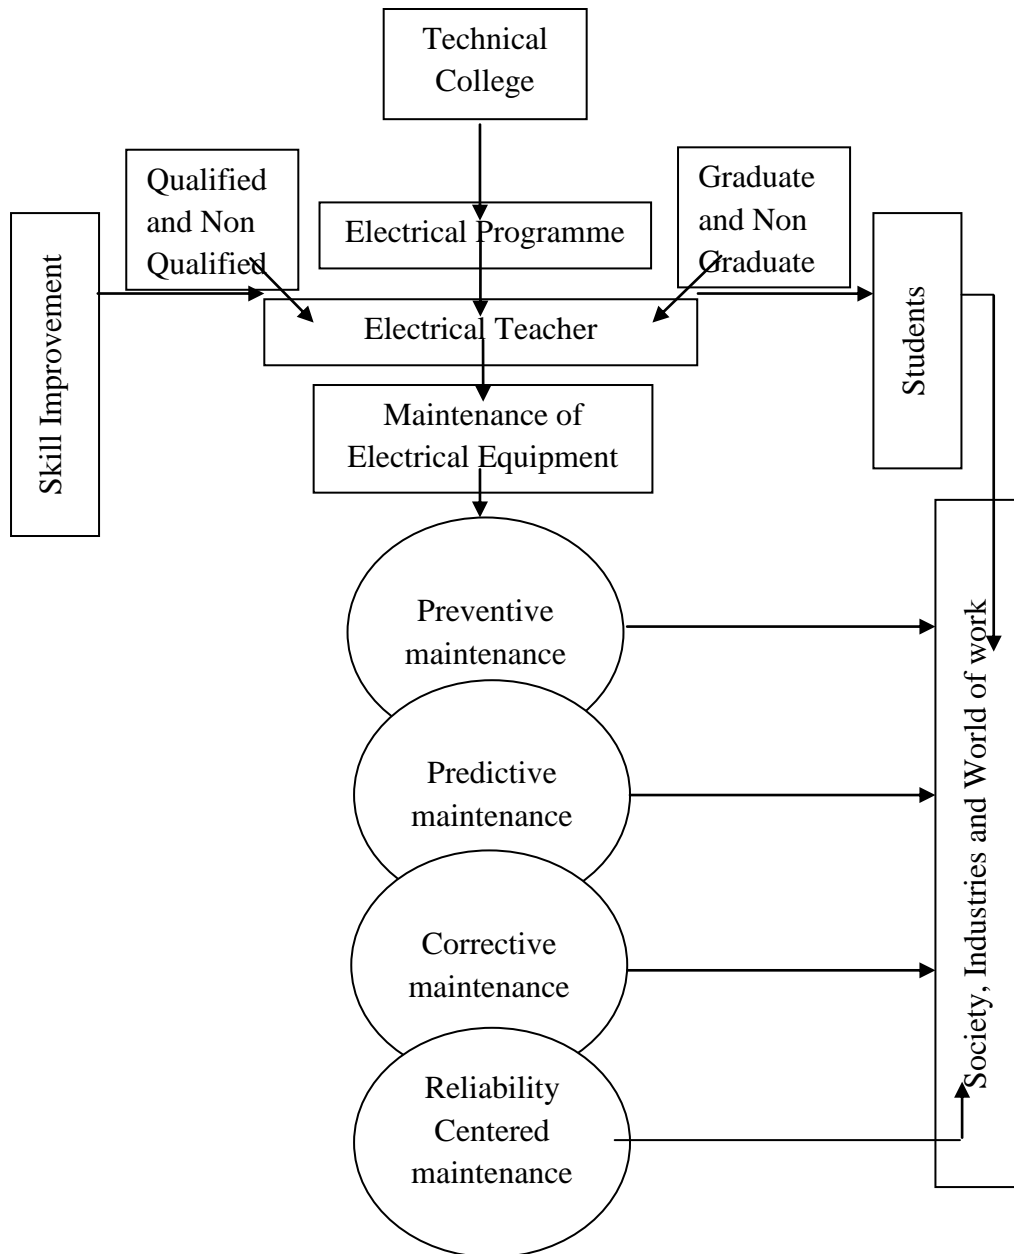 Technical
College
Qualified
and Non
Qualified
Graduate
and Non
Graduate
Electrical Programme
Skill Improvement
Electrical Teacher
Students
Maintenance of
Electrical Equipment
Preventive
maintenance
Predictive
maintenance
Corrective
maintenance
Reliability
Centered
maintenance
Society, Industries and World of work